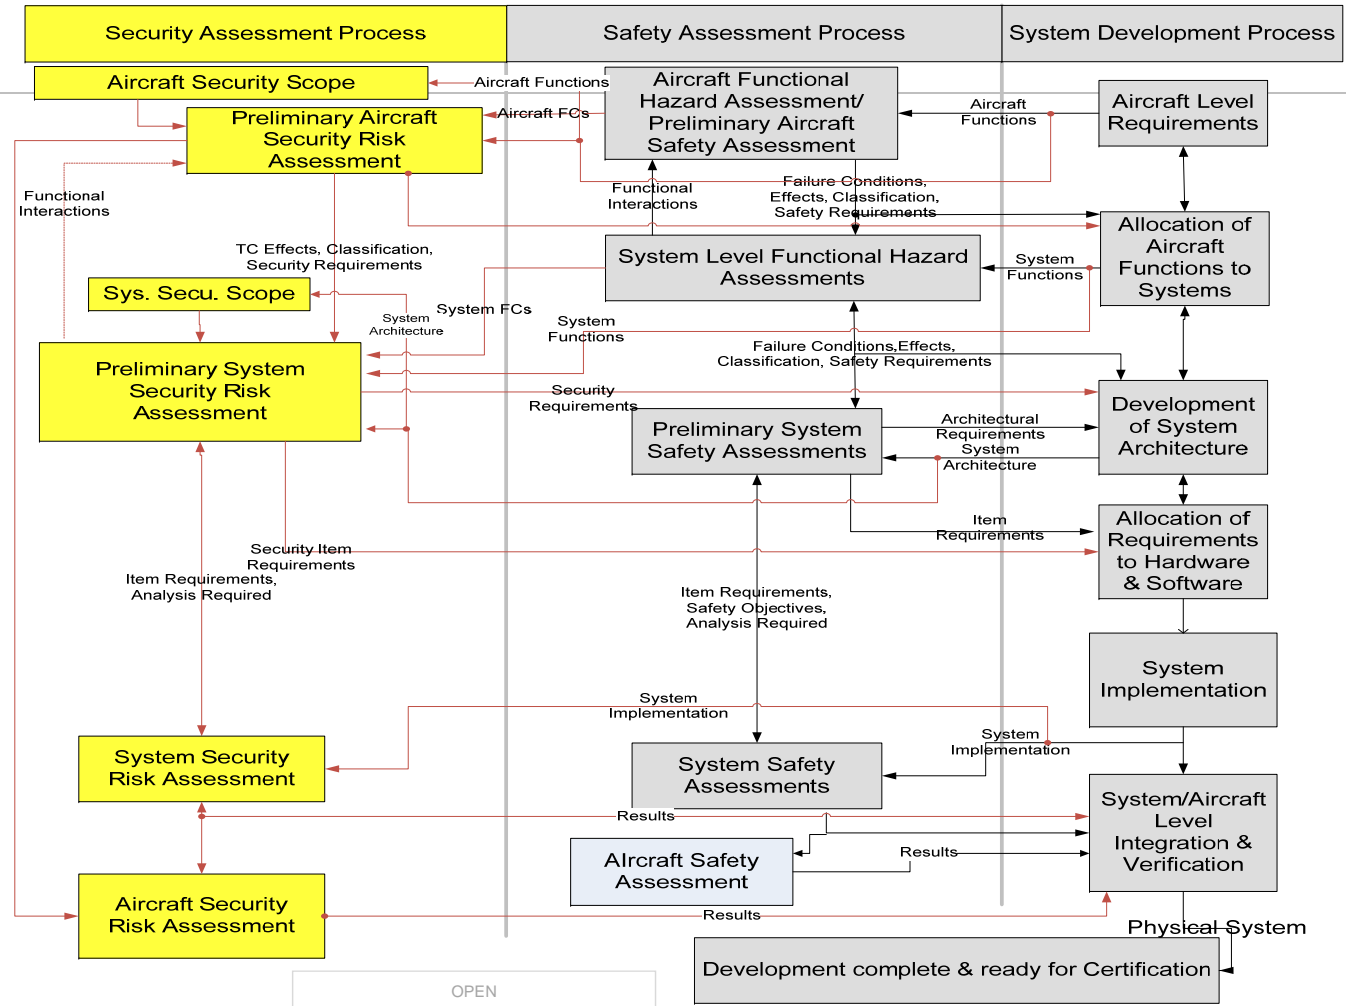 Security Assessment Process
Safety Assessment Process
System Development Process
Aircraft Security Scope
Aircraft Functions
Aircraft Functional
Hazard Assessment/
Preliminary Aircraft
Safety Assessment
Aircraft
Functions
Aircraft Level
Requirements
Preliminary Aircraft
Security Risk
Assessment
Aircraft FCs
Functional
Interactions
Functional
Interactions
Failure Conditions,
Effects, Classification,
Safety Requirements
Allocation of
Aircraft
Functions to
Systems
TC Effects, Classification,
Security Requirements
System Level Functional Hazard
Assessments
System
Functions
Sys. Secu. Scope
System FCs
System
Architecture
System
Functions
Failure Conditions,Effects,
Classification, Safety Requirements
Preliminary System
Security Risk
Assessment
Security
Requirements
Preliminary System
Safety Assessments
Architectural
Requirements
System
Architecture
Development
of System
Architecture
Item
Requirements
Allocation of
Requirements
to Hardware
& Software
Security Item
Requirements
Item Requirements,
Analysis Required
Item Requirements,
Safety Objectives,
Analysis Required
System
Implementation
System
Implementation
System
Implementation
System Security
Risk Assessment
System Safety
Assessments
System/Aircraft
Level
Integration &
Verification
Results
AIrcraft Safety
Assessment
Results
Aircraft Security
Risk Assessment
Results
Physical System
Development complete & ready for Certification
OPEN